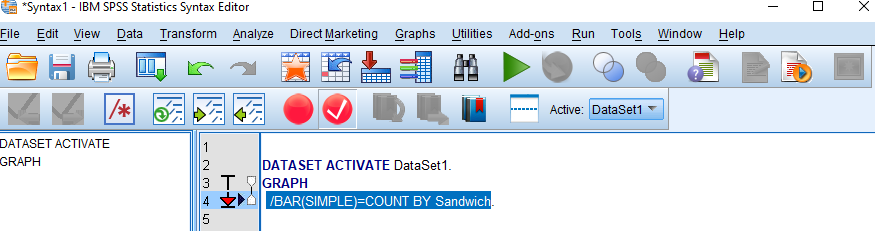 *Syntax1 - IBM SPSS Statistics Syntax Editor
File Edit View Data Transform Analyze Direct Marketing Graphs Utilities Add-ons Run Tools Window Help
Active: DataSet1
DATASET ACTIVATE
GRAPH
1
2 DATASET ACTIVATE DataSet1.
3 GRAPH
4 /BAR(SIMPLE)=COUNT BY Sandwich.
5